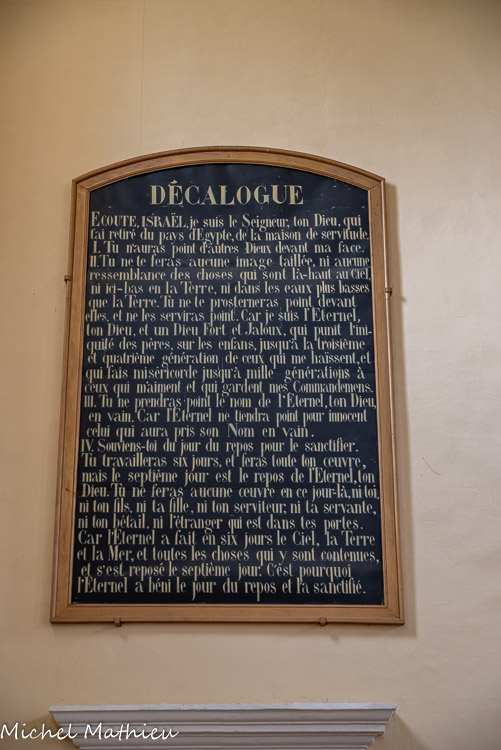 DÉCALOGUE
ECOUTE, ISRAËL, je suis le Seigneur, ton Dieu, qui
t'ai retiré du pays d'Egypte, de la maison de servitude.
I. Tu n'auras point d'autres Dieux devant ma face.
II. Tu ne te feras aucune image taillée, ni aucune
ressemblance des choses qui sont là-haut au Ciel,
ni ici-bas en la Terre, ni dans les eaux plus basses
que la Terre. Tu ne te prosterneras point devant
elles, et ne les serviras point. Car je suis l'Eternel,
ton Dieu, et un Dieu Fort et Jaloux, qui punit l'ini-
quité des pères, sur les enfans, jusqu'à la troisième
et quatrième génération de ceux qui me haïssent, et
qui fais miséricorde jusqu'à mille générations à
ceux qui m'aiment et qui gardent mes Commandemens.
III. Tu ne prendras point le nom de l'Eternel, ton Dieu,
en vain. Car l'Eternel ne tiendra point pour innocent
celui qui aura pris son Nom en vain.
IV. Souviens-toi du jour du repos pour le sanctifier.
Tu travailleras six jours, et feras toute ton œuvre,
mais le septième jour est le repos de l'Eternel, ton
Dieu. Tu ne feras aucune œuvre en ce jour-là, ni toi,
ni ton fils, ni ta fille, ni ton serviteur, ni ta servante,
ni ton bétail, ni l'étranger qui est dans tes portes.
Car l'Eternel a fait en six jours le Ciel, la Terre
et la Mer, et toutes les choses qui y sont contenues,
et s'est reposé le septième jour. C'est pourquoi
l'Eternel a béni le jour du repos et l'a sanctifié.
Michel Mathieu